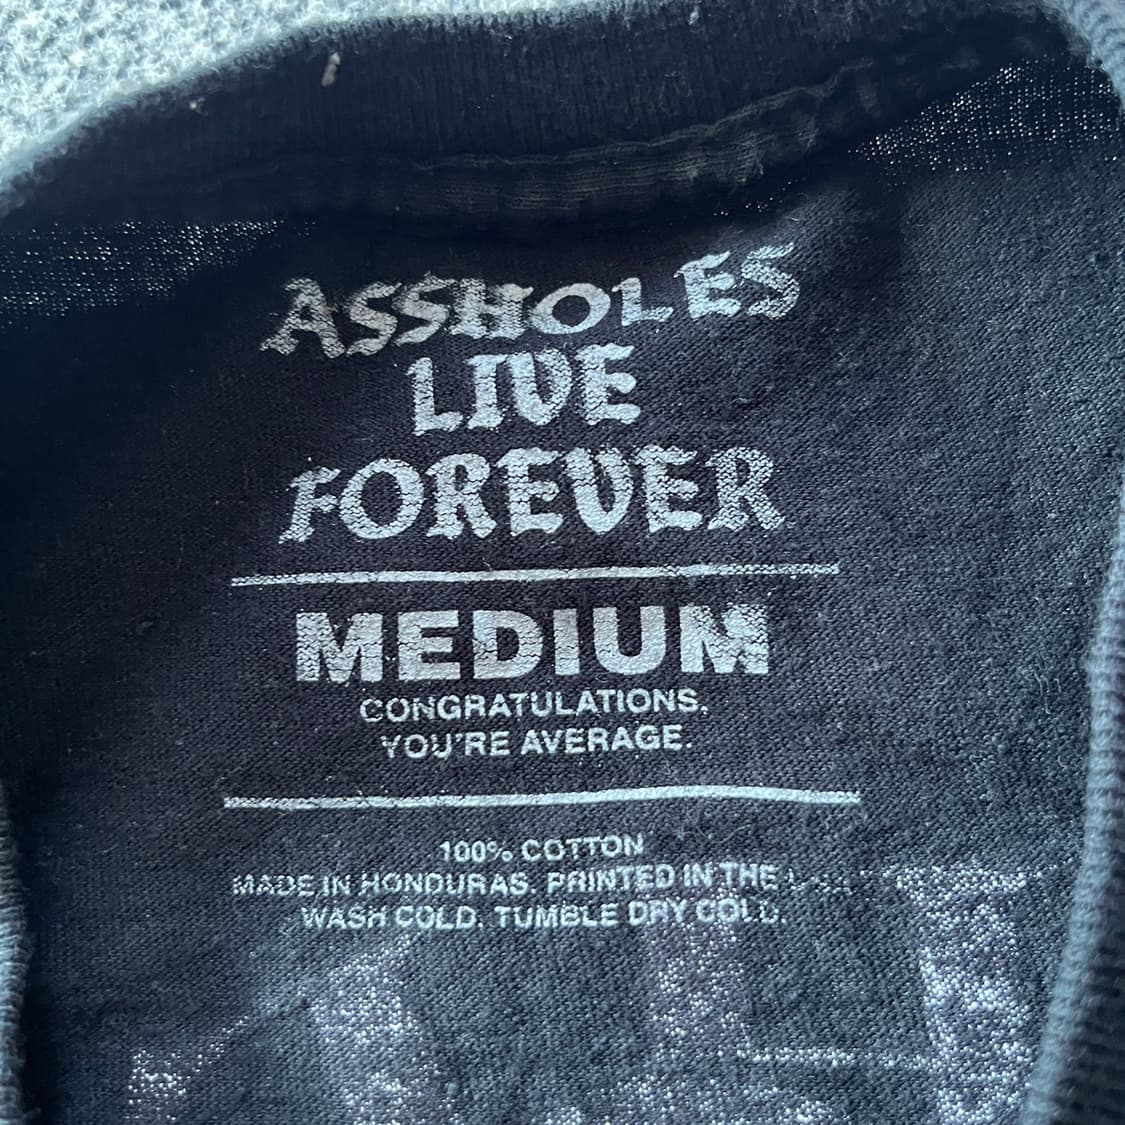 ASSHOLES
LIVE
FOREVER
MEDIUM
CONGRATULATIONS.
YOU'RE AVERAGE.
100% COTTON
MADE IN HONDURAS. PRINTED IN THE USA
WASH COLD. TUMBLE DRY COLD.